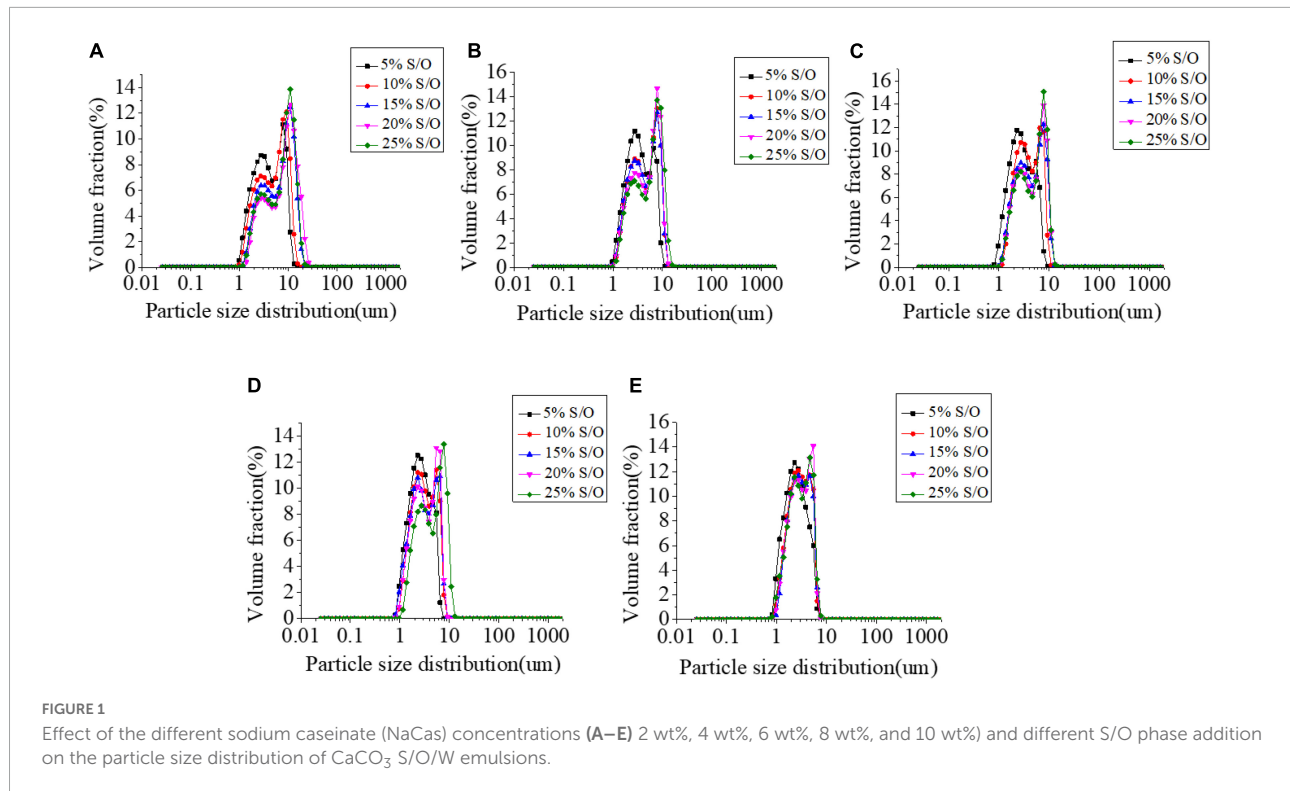 A
5% S/O
10% S/O
15% S/O
20% S/O
25% S/O
14
12
10
8
6
4
2
0
Volume fraction(%)
0.01 0.1 1 10 100 1000
Particle size distribution(um)
B
5% S/O
10% S/O
15% S/O
20% S/O
25% S/O
16
14
12
10
8
6
4
2
0
Volume fraction(%)
0.01 0.1 1 10 100 1000
Particle size distribution(um)
C
5% S/O
10% S/O
15% S/O
20% S/O
25% S/O
16
14
12
10
8
6
4
2
0
Volume fraction(%)
0.01 0.1 1 10 100 1000
Particle size distribution(um)
D
5% S/O
10% S/O
15% S/O
20% S/O
25% S/O
14
12
10
8
6
4
2
0
Volume fraction(%)
0.01 0.1 1 10 100 1000
Particle size distribution(um)
E
5% S/O
10% S/O
15% S/O
20% S/O
25% S/O
16
14
12
10
8
6
4
2
0
Volume fraction(%)
0.01 0.1 1 10 100 1000
Particle size distribution(um)
FIGURE 1
Effect of the different sodium caseinate (NaCas) concentrations (A–E) 2 wt%, 4 wt%, 6 wt%, 8 wt%, and 10 wt%) and different S/O phase addition
on the particle size distribution of CaCO₃ S/O/W emulsions.